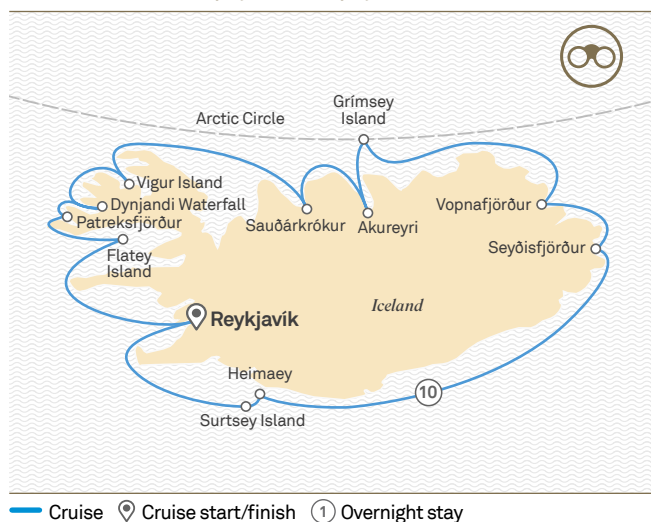 Grímsey
Island
Arctic Circle
Vigur Island
Dynjandi Waterfall
Patreksfjörður
Sauðárkrókur
Akureyri
Vopnafjörður
Flatey
Island
Seyðisfjörður
Iceland
Reykjavík
Heimaey
10
Surtsey Island
Cruise
Cruise start/finish
1 Overnight stay